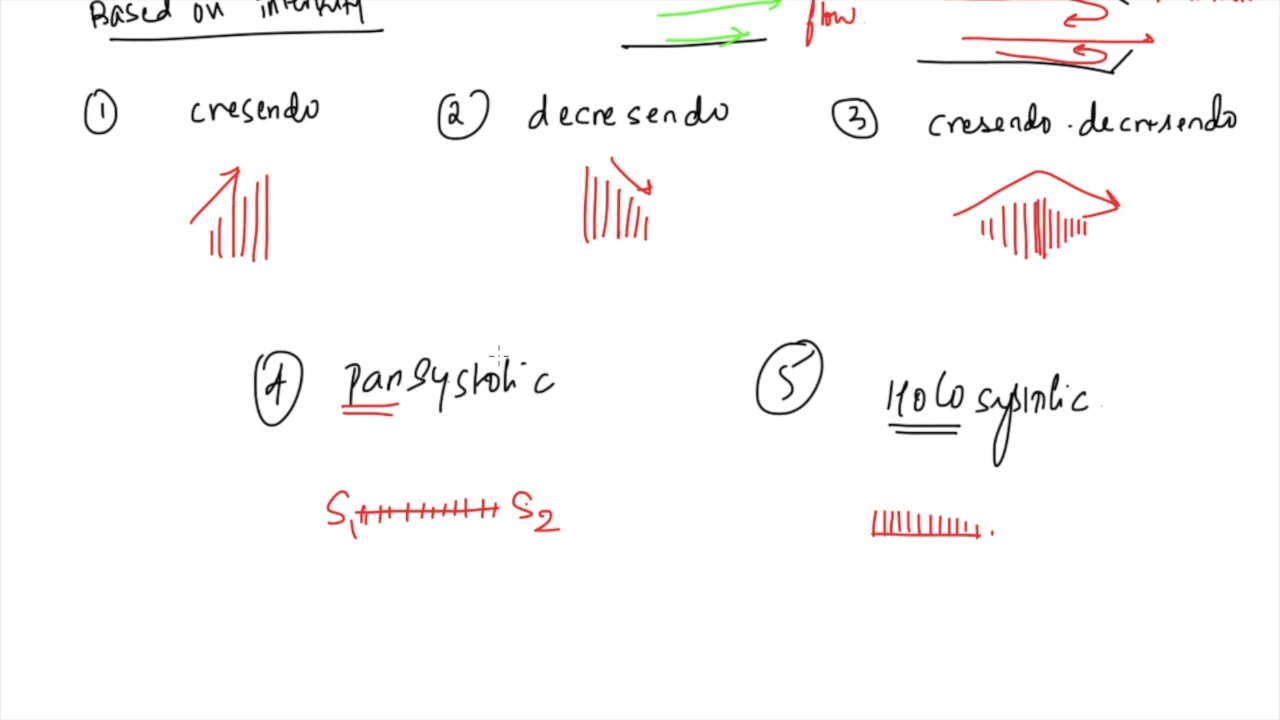 Based on intensity
flow.
① cresendo ② decresendo ③ cresendo-decresendo
④ pansystolic ⑤ Holosystolic
S1 S2